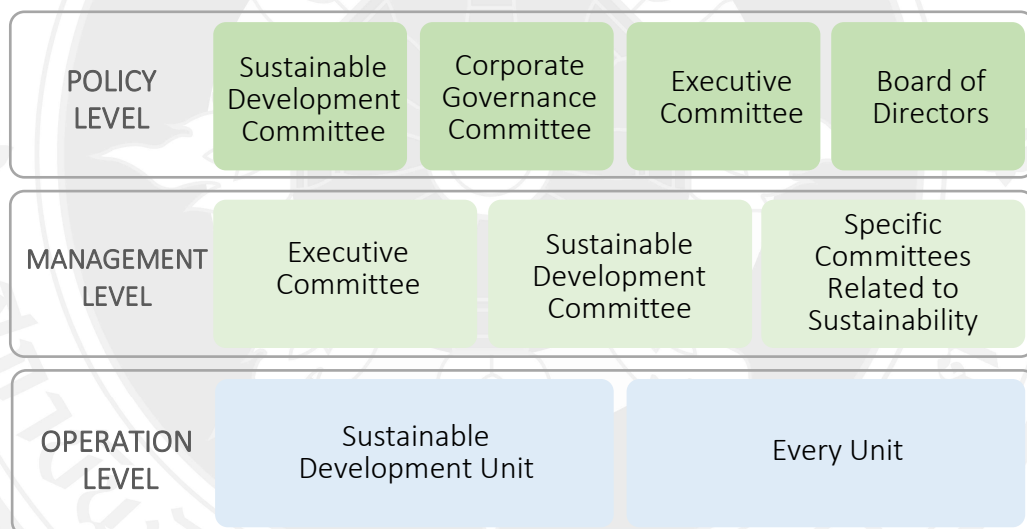 POLICY
LEVEL
Sustainable
Development
Committee
Corporate
Governance
Committee
Executive
Committee
Board of
Directors
MANAGEMENT
LEVEL
Executive
Committee
Sustainable
Development
Committee
Specific
Committees
Related to
Sustainability
OPERATION
LEVEL
Sustainable
Development Unit
Every Unit